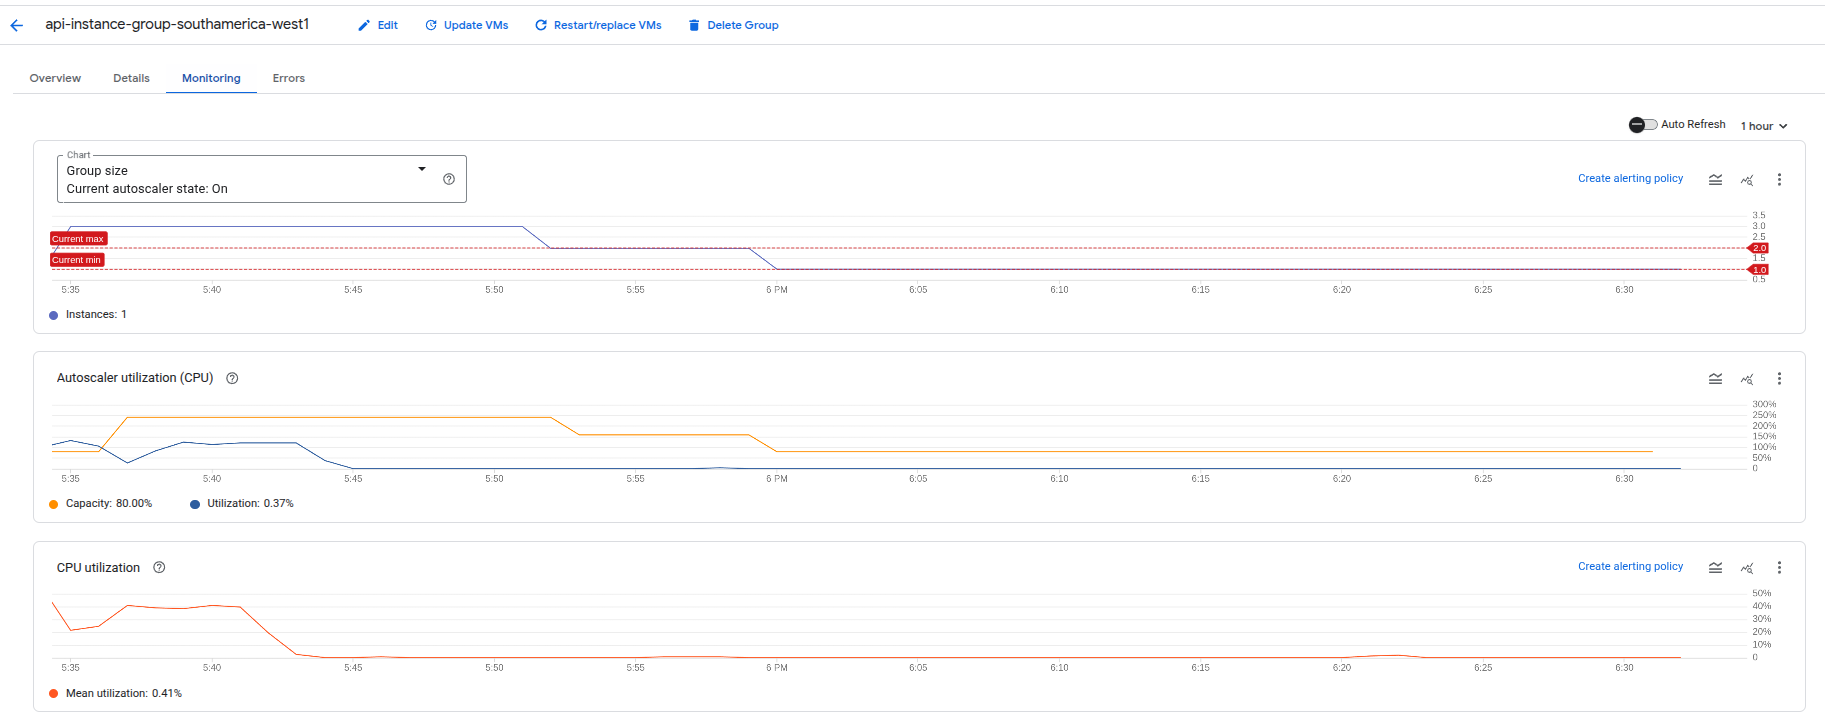 api-instance-group-southamerica-west1 Edit Update VMs Restart/replace VMs Delete Group
Overview Details Monitoring Errors
Auto Refresh 1 hour
Chart
Group size
Current autoscaler state: On
Create alerting policy
3.5
3.0
2.5
Current max
2.0
1.5
Current min
1.0
0.5
5:35 5:40 5:45 5:50 5:55 6 PM 6:05 6:10 6:15 6:20 6:25 6:30
Instances: 1
Autoscaler utilization (CPU)
300%
250%
200%
150%
100%
50%
0
5:35 5:40 5:45 5:50 5:55 6 PM 6:05 6:10 6:15 6:20 6:25 6:30
Capacity: 80.00% Utilization: 0.37%
CPU utilization
Create alerting policy
50%
40%
30%
20%
10%
0
5:35 5:40 5:45 5:50 5:55 6 PM 6:05 6:10 6:15 6:20 6:25 6:30
Mean utilization: 0.41%